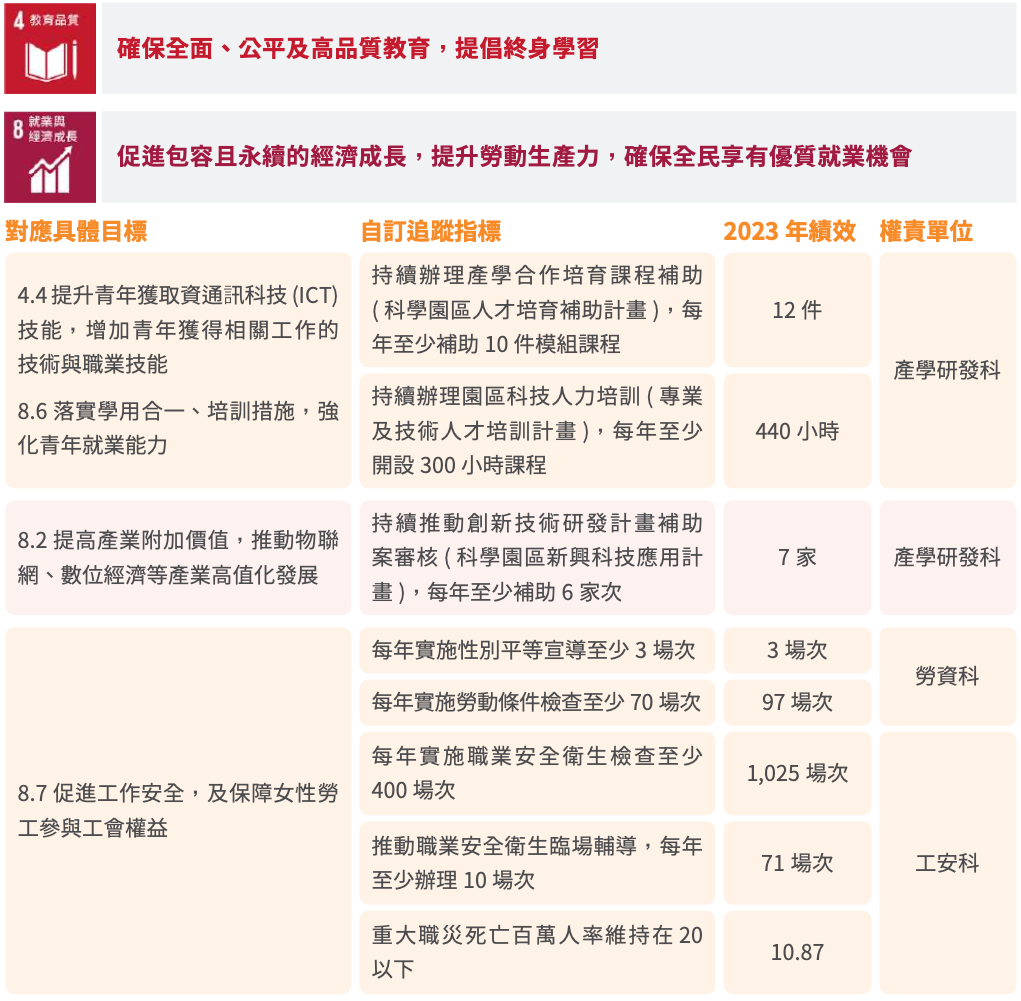 4 教育品質
確保全面、公平及高品質教育，提倡終身學習
8 就業與
經濟成長
促進包容且永續的經濟成長，提升勞動生產力，確保全民享有優質就業機會
對應具體目標 自訂追蹤指標 2023 年績效 權責單位
4.4 提升青年獲取資通訊科技 (ICT)
技能，增加青年獲得相關工作的
技術與職業技能
8.6 落實學用合一、培訓措施，強
化青年就業能力
持續辦理產學合作培育課程補助
( 科學園區人才培育補助計畫 )，每
年至少補助 10 件模組課程
12 件
持續辦理園區科技人力培訓 ( 專業
及技術人才培訓計畫 )，每年至少
開設 300 小時課程
440 小時
產學研發科
8.2 提高產業附加價值，推動物聯
網、數位經濟等產業高值化發展
持續推動創新技術研發計畫補助
案審核 ( 科學園區新興科技應用計
畫 )，每年至少補助 6 家次
7 家
產學研發科
8.7 促進工作安全，及保障女性勞
工參與工會權益
每年實施性別平等宣導至少 3 場次
3 場次
每年實施勞動條件檢查至少 70 場次
97 場次
勞資科
每年實施職業安全衛生檢查至少
400 場次
1,025 場次
推動職業安全衛生臨場輔導，每年
至少辦理 10 場次
71 場次
重大職災死亡百萬人率維持在 20
以下
10.87
工安科